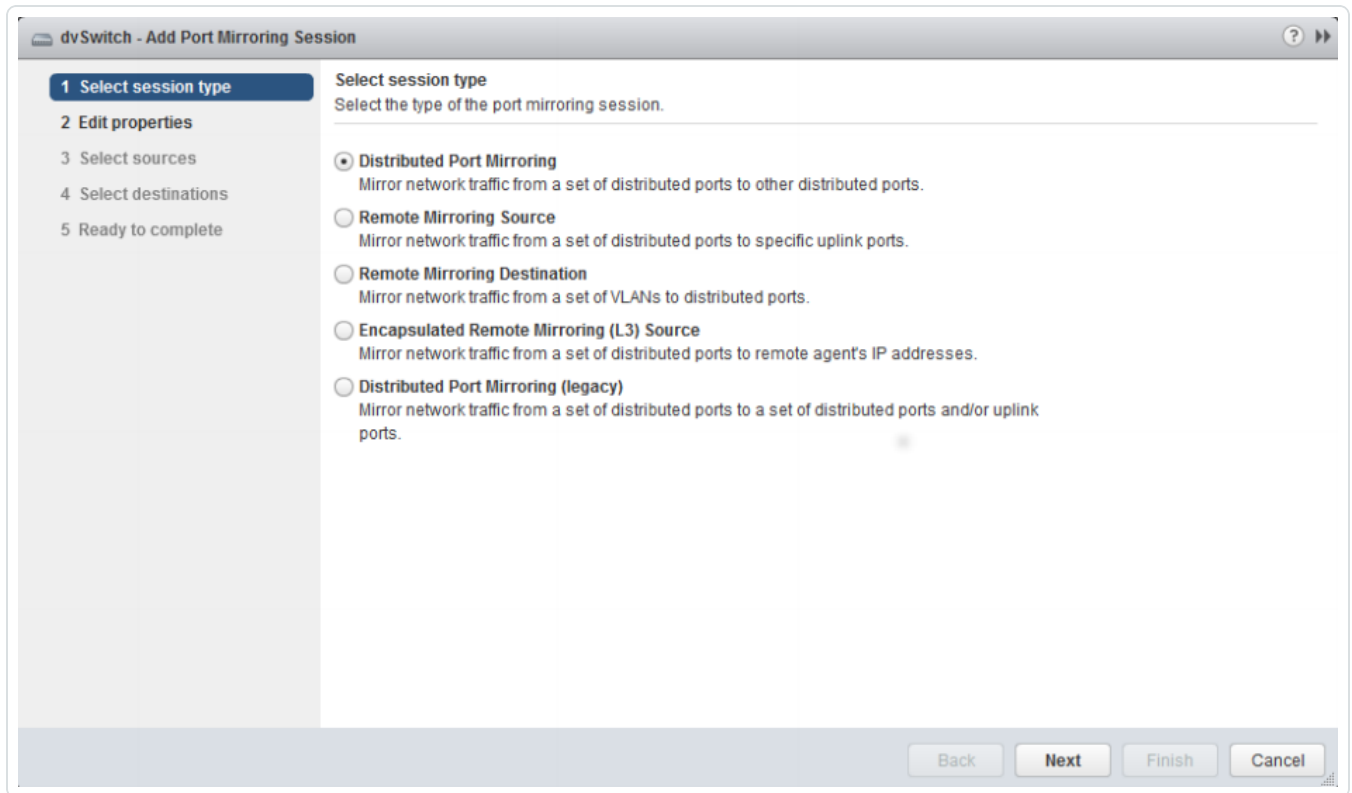 dvSwitch - Add Port Mirroring Session
?
1 Select session type
2 Edit properties
3 Select sources
4 Select destinations
5 Ready to complete
Select session type
Select the type of the port mirroring session.
Distributed Port Mirroring
Mirror network traffic from a set of distributed ports to other distributed ports.
Remote Mirroring Source
Mirror network traffic from a set of distributed ports to specific uplink ports.
Remote Mirroring Destination
Mirror network traffic from a set of VLANs to distributed ports.
Encapsulated Remote Mirroring (L3) Source
Mirror network traffic from a set of distributed ports to remote agent's IP addresses.
Distributed Port Mirroring (legacy)
Mirror network traffic from a set of distributed ports to a set of distributed ports and/or uplink
ports.
Back Next Finish Cancel